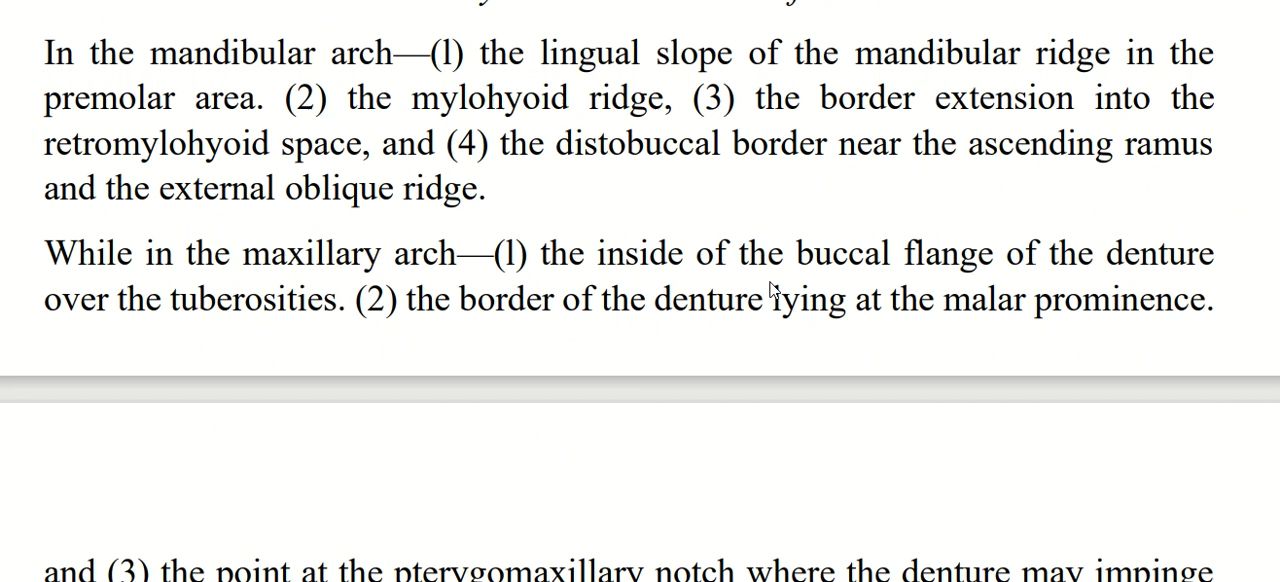 In the mandibular arch—(l) the lingual slope of the mandibular ridge in the
premolar area. (2) the mylohyoid ridge, (3) the border extension into the
retromylohyoid space, and (4) the distobuccal border near the ascending ramus
and the external oblique ridge.
While in the maxillary arch—(l) the inside of the buccal flange of the denture
over the tuberosities. (2) the border of the denture lying at the malar prominence.
and (3) the point at the pterygomaxillary notch where the denture may impinge